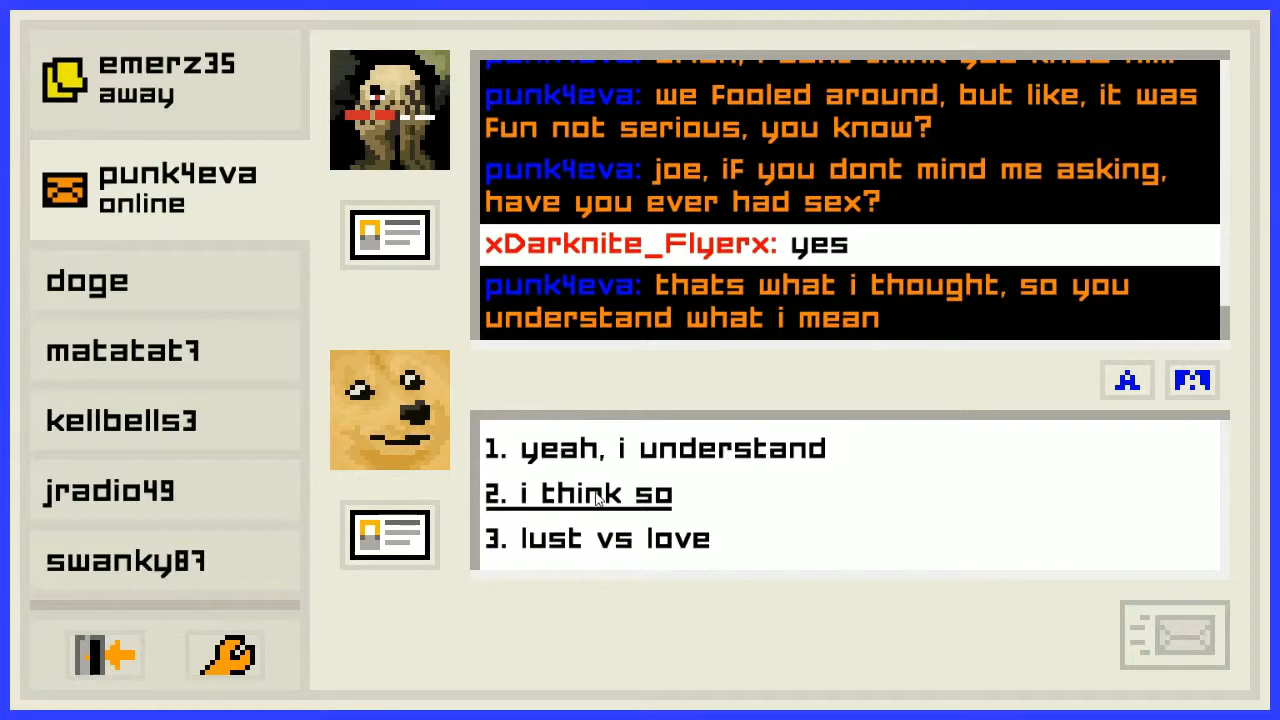 emerz35
away
punk4eva
online
doge
matatat7
kellbells3
jradio49
swanky87
punk4eva: we fooled around, but like, it was
fun not serious, you know?
punk4eva: joe, if you dont mind me asking,
have you ever had sex?
xDarknite_Flyerx: yes
punk4eva: thats what i thought, so you
understand what i mean
A
1. yeah, i understand
2. i think so
3. lust vs love